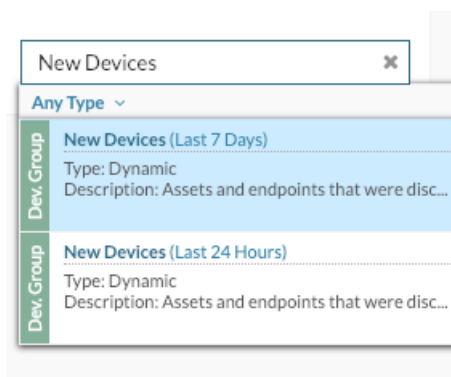 New Devices ✖
Any Type
Dev. Group
New Devices (Last 7 Days)
Type: Dynamic
Description: Assets and endpoints that were disc...
Dev. Group
New Devices (Last 24 Hours)
Type: Dynamic
Description: Assets and endpoints that were disc...